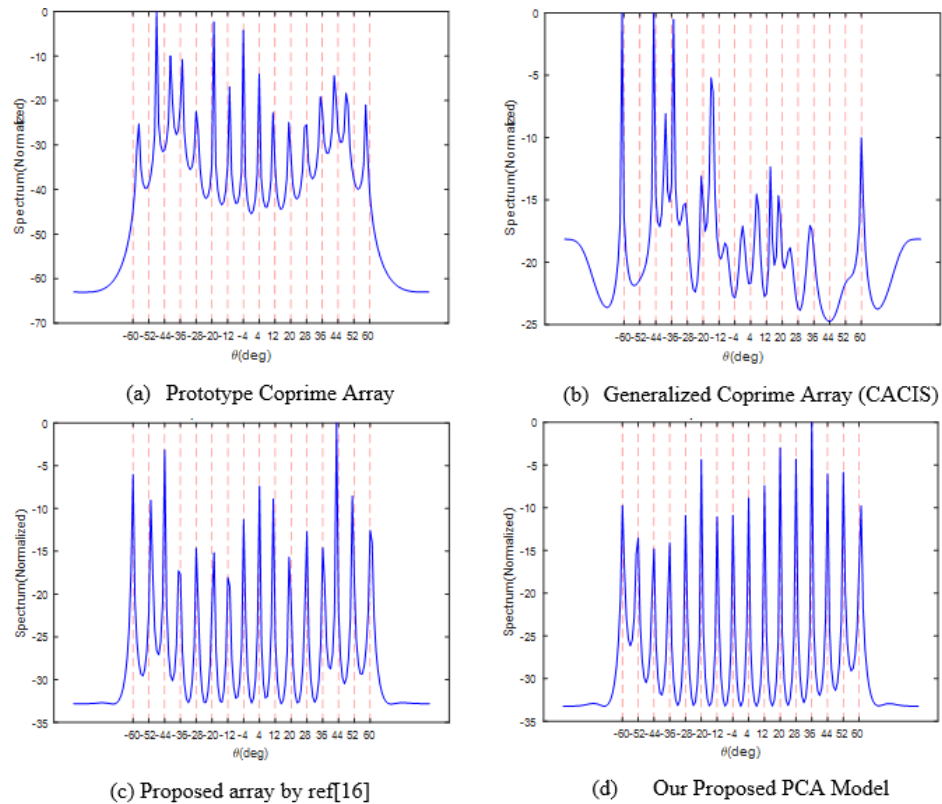 0
-10
-20
-30
-40
-50
-60
-70
Spectrum(Normalized)
-60 -52 -44 -36 -28 -20 -12 -4 4 12 20 28 36 44 52 60
θ(deg)
(a) Prototype Coprime Array
0
-5
-10
-15
-20
-25
Spectrum(Normalized)
-60 -52 -44 -36 -28 -20 -12 -4 4 12 20 28 36 44 52 60
θ(deg)
(b) Generalized Coprime Array (CACIS)
0
-5
-10
-15
-20
-25
-30
-35
Spectrum(Normalized)
-60 -52 -44 -36 -28 -20 -12 -4 4 12 20 28 36 44 52 60
θ(deg)
(c) Proposed array by ref[16]
0
-5
-10
-15
-20
-25
-30
-35
Spectrum(Normalized)
-60 -52 -44 -36 -28 -20 -12 -4 4 12 20 28 36 44 52 60
θ(deg)
(d) Our Proposed PCA Model